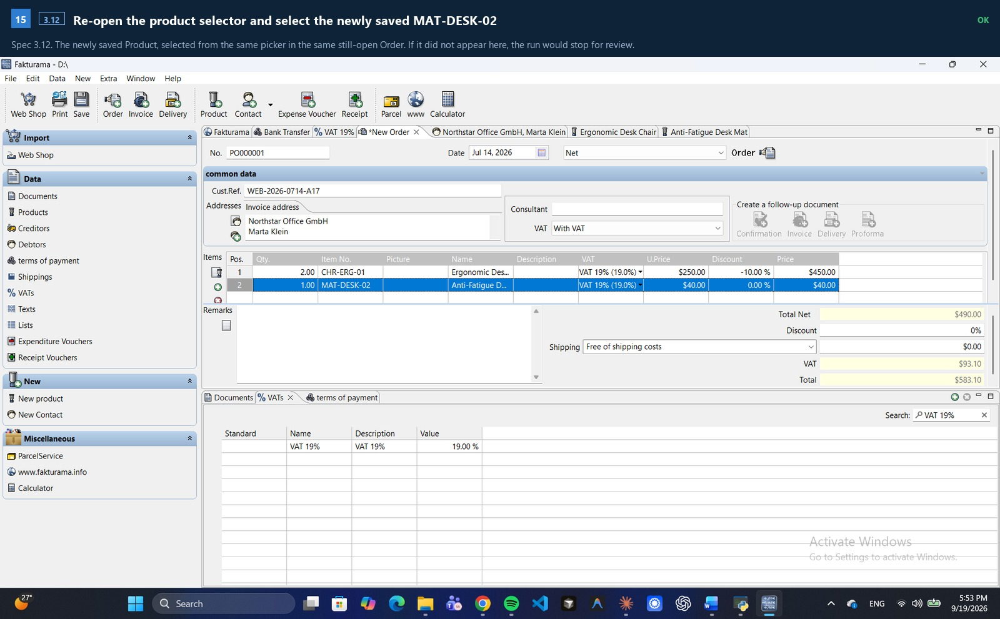 15 3.12 Re-open the product selector and select the newly saved MAT-DESK-02 OK
Spec 3.12. The newly saved Product, selected from the same picker in the same still-open Order. If it did not appear here, the run would stop for review.
Fakturama - D:\
File Edit Data New Extra Window Help
Web Shop Print Save Order Invoice Delivery Product Contact Expense Voucher Receipt Parcel www Calculator
Import
Web Shop
Data
Documents
Products
Creditors
Debtors
terms of payment
Shippings
VATs
Texts
Lists
Expenditure Vouchers
Receipt Vouchers
New
New product
New Contact
Miscellaneous
ParcelService
www.fakturama.info
Calculator
Fakturama Bank Transfer VAT 19% *New Order Northstar Office GmbH, Marta Klein Ergonomic Desk Chair Anti-Fatigue Desk Mat
No. PO000001 Date Jul 14, 2026 Net Order
common data
Cust.Ref. WEB-2026-0714-A17
Addresses Invoice address
Northstar Office GmbH
Marta Klein
Consultant
VAT With VAT
Create a follow-up document
Confirmation Invoice Delivery Proforma
Items Pos. Qty. Item No. Picture Name Description VAT U.Price Discount Price
1 2.00 CHR-ERG-01 Ergonomic Des... VAT 19% (19.0%) $250.00 -10.00 % $450.00
2 1.00 MAT-DESK-02 Anti-Fatigue D... VAT 19% (19.0%) $40.00 0.00 % $40.00
Remarks
Total Net $490.00
Discount 0%
Shipping Free of shipping costs $0.00
VAT $93.10
Total $583.10
Documents VATs terms of payment
Search: VAT 19%
Standard Name Description Value
VAT 19% VAT 19% 19.00 %
Activate Windows
Go to Settings to activate Windows.
27° Search ENG 5:53 PM
9/19/2026